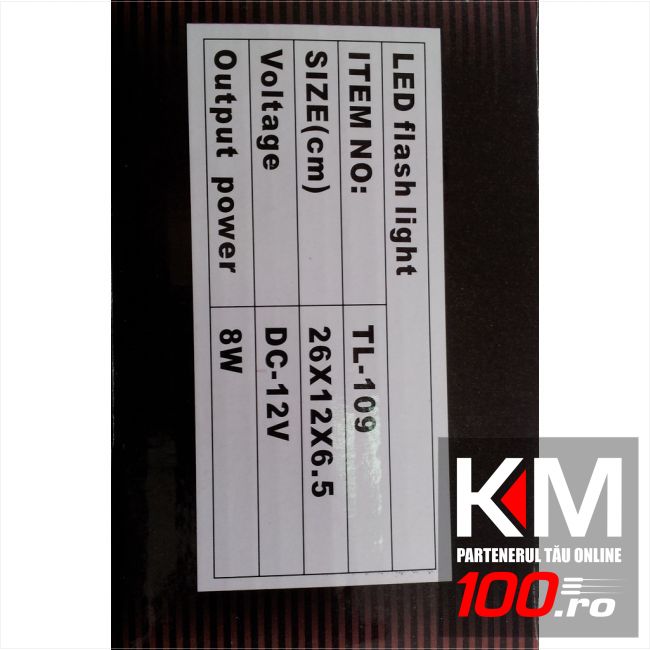 LED flash light
ITEM NO: TL-109
SIZE(cm) 26X12X6.5
Voltage DC-12V
Output power 8W
KM
PARTENERUL TĂU ONLINE
100.ro